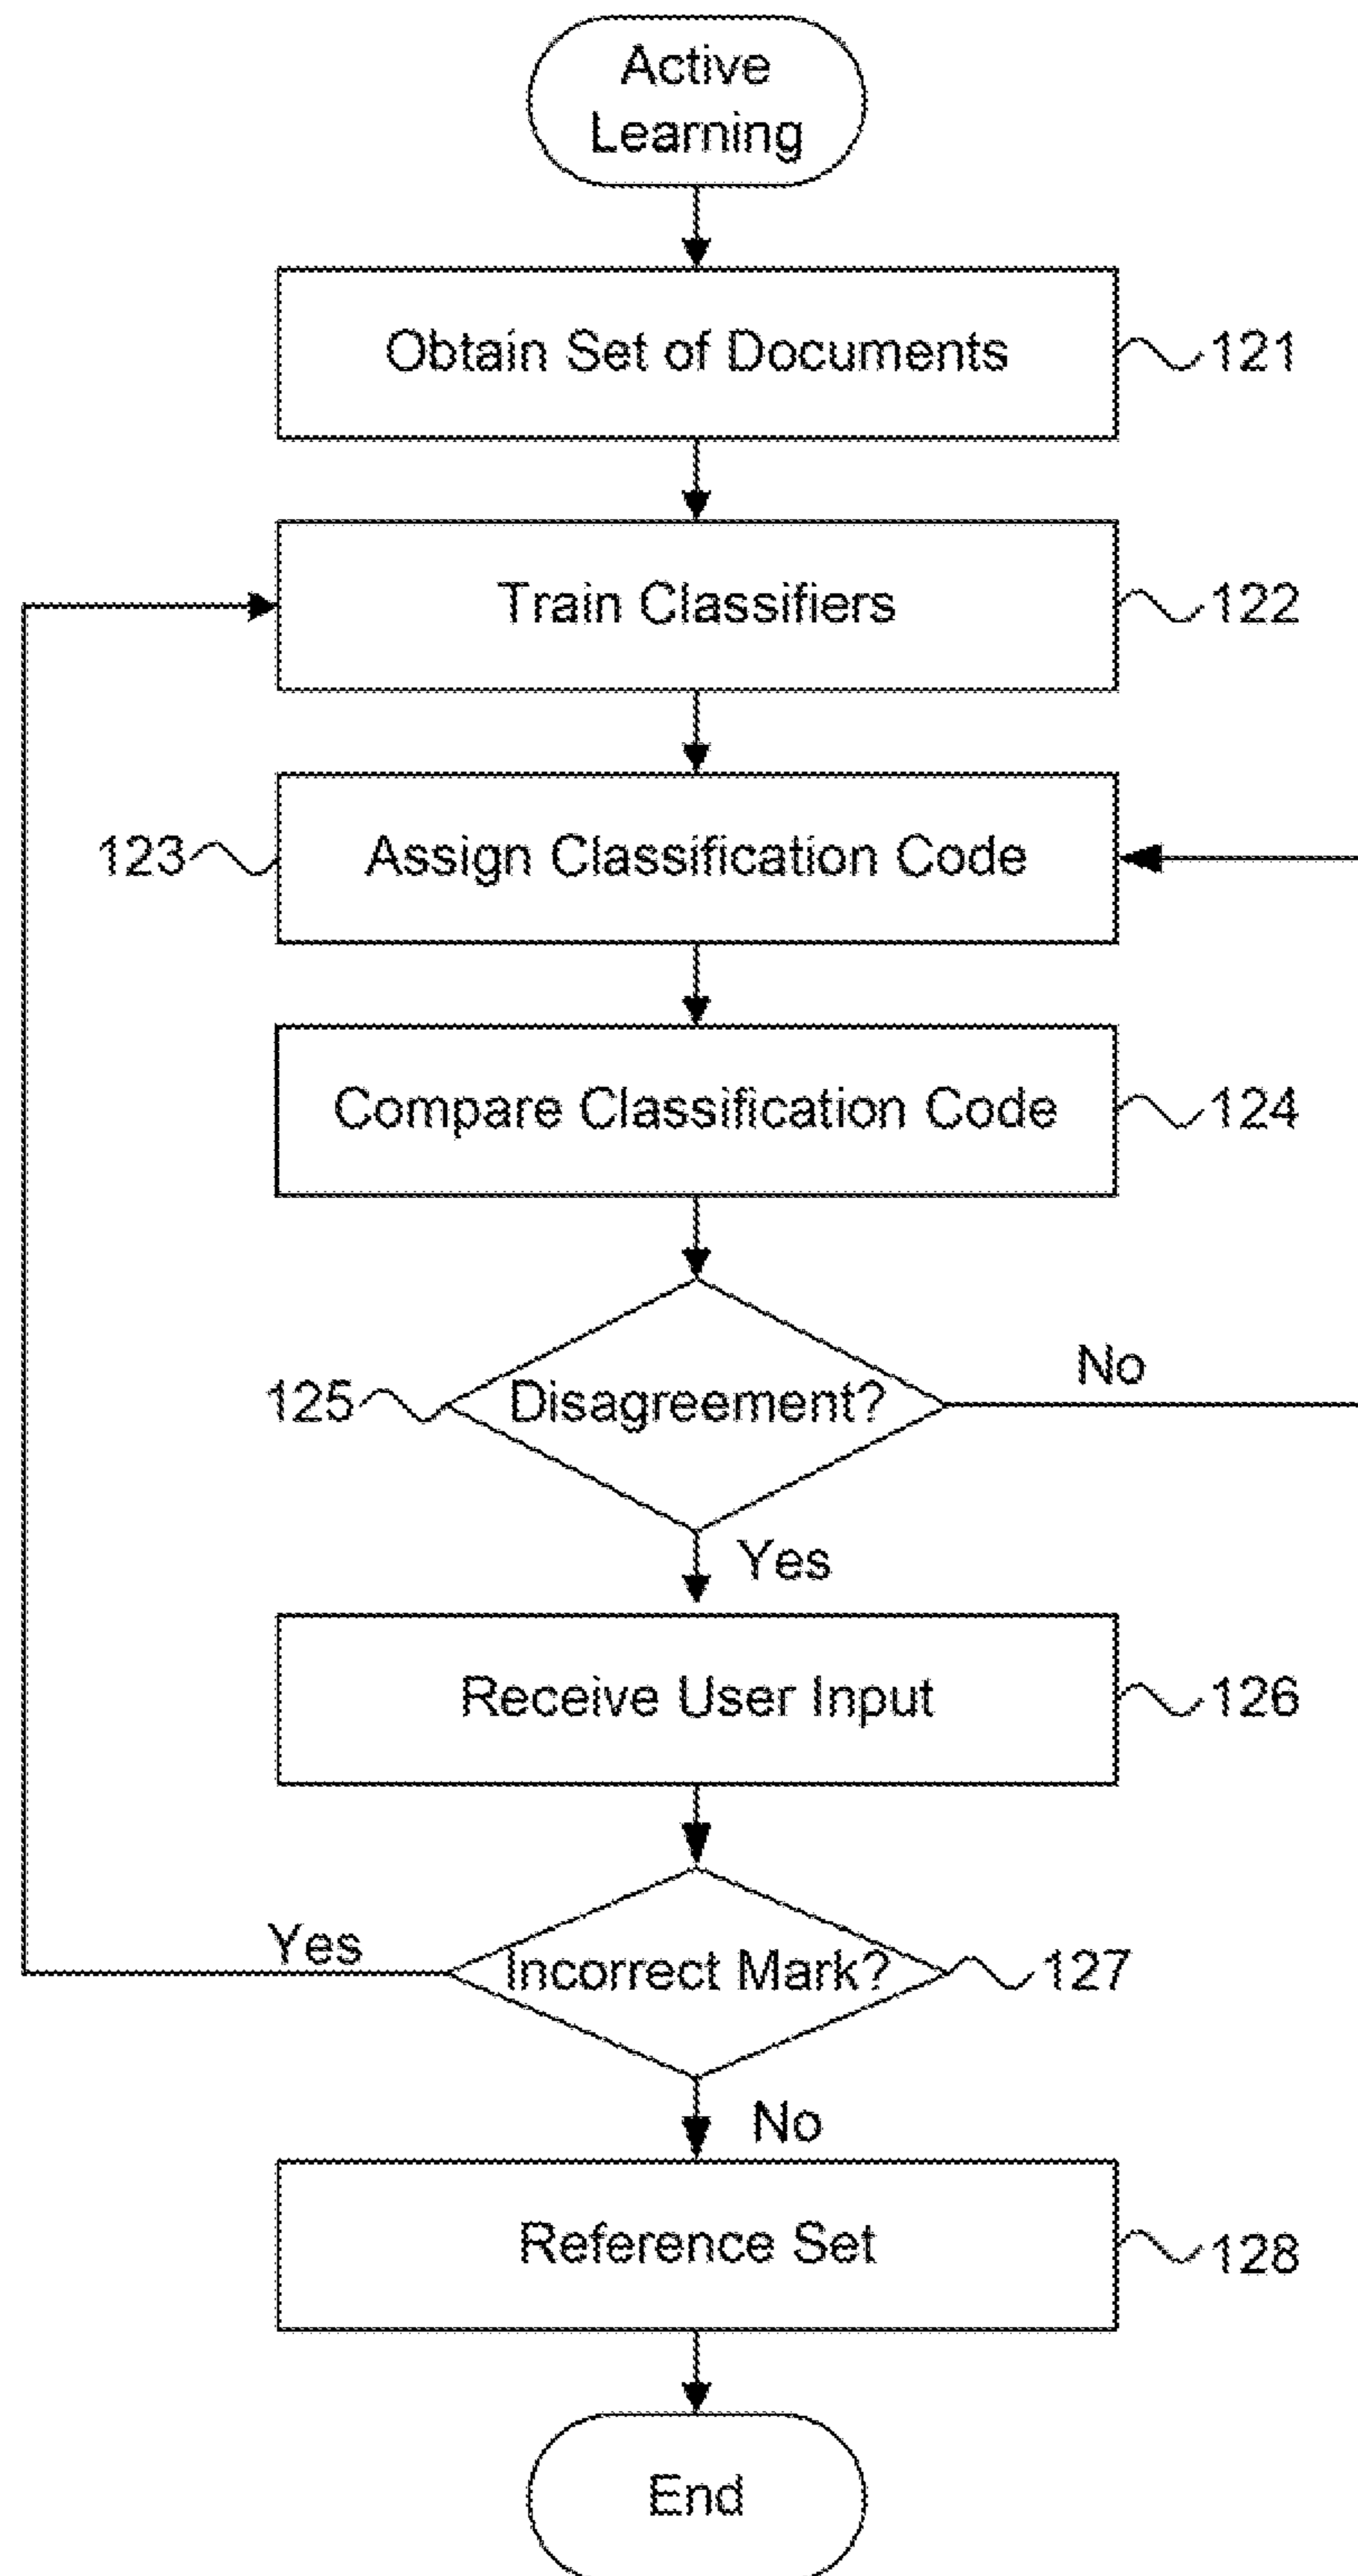 Active
Learning
Obtain Set of Documents
121
Train Classifiers
122
123
Assign Classification Code
Compare Classification Code
124
125
Disagreement?
No
Yes
Receive User Input
126
Yes
Incorrect Mark?
127
No
Reference Set
128
End